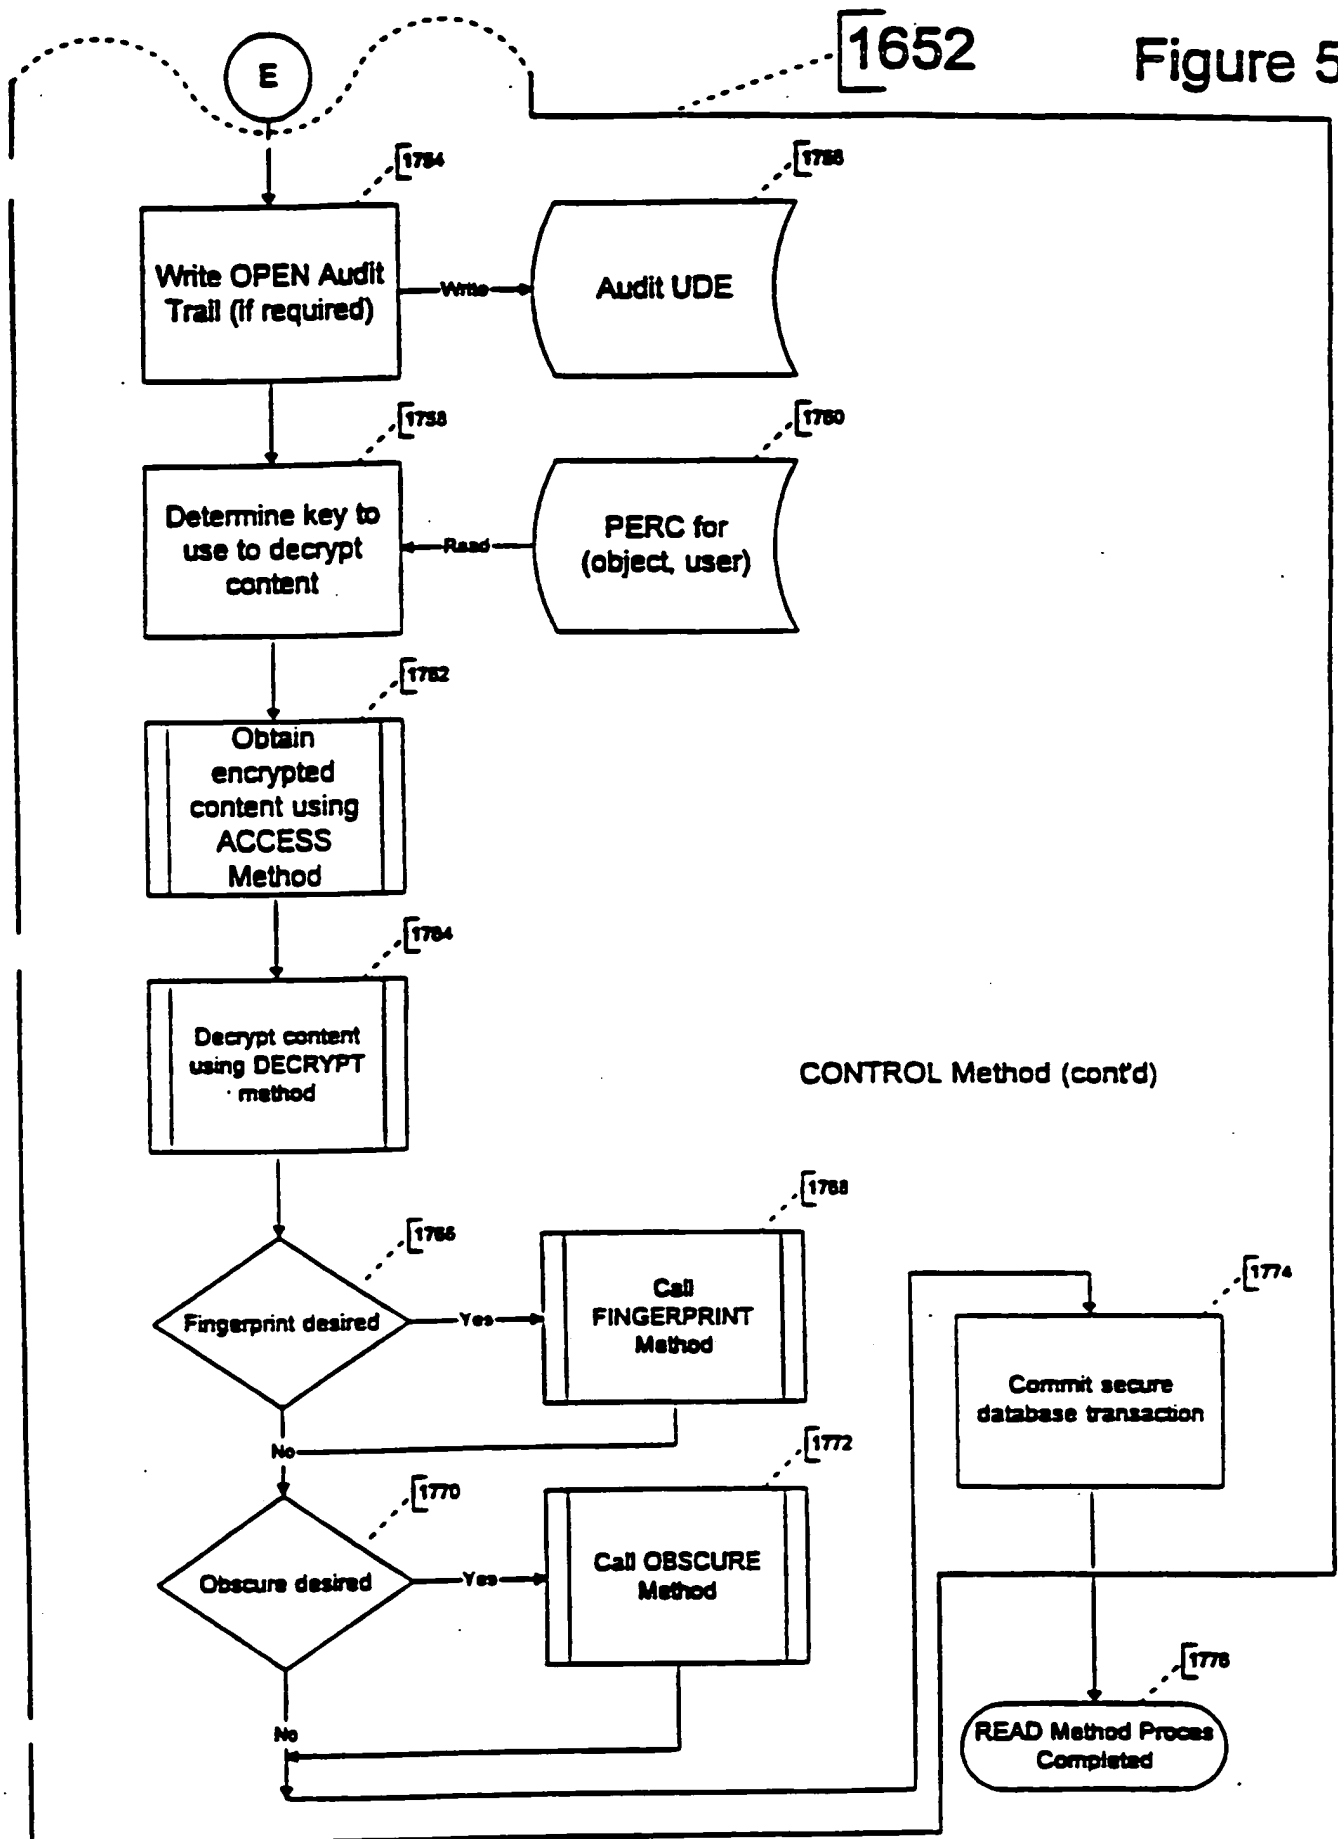 1652
Figure 5
E
1754
1756
Write OPEN Audit
Trail (if required)
Write
Audit UDE
1758
1760
Determine key to
use to decrypt
content
Read
PERC for
(object, user)
1762
Obtain
encrypted
content using
ACCESS
Method
1764
Decrypt content
using DECRYPT
method
CONTROL Method (cont'd)
1766
1768
Fingerprint desired
Yes
Call
FINGERPRINT
Method
1774
Commit secure
database transaction
No
1770
1772
Obscure desired
Yes
Call OBSCURE
Method
No
1776
READ Method Proces
Completed